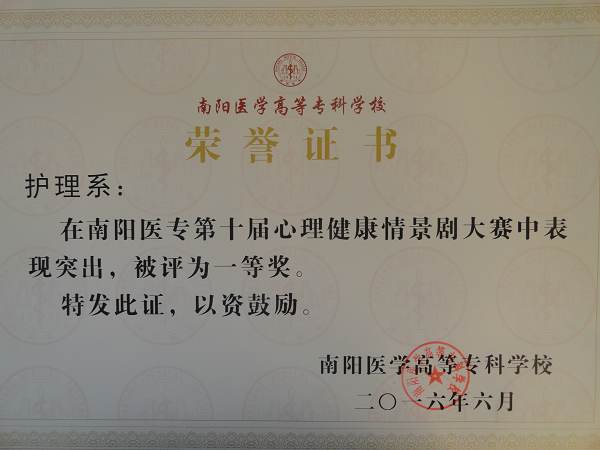 南阳医学高等专科学校
荣誉证书
护理系：
在南阳医专第十届心理健康情景剧大赛中表
现突出，被评为一等奖。
特发此证，以资鼓励。
南阳医学高等专科学校
二〇一六年六月